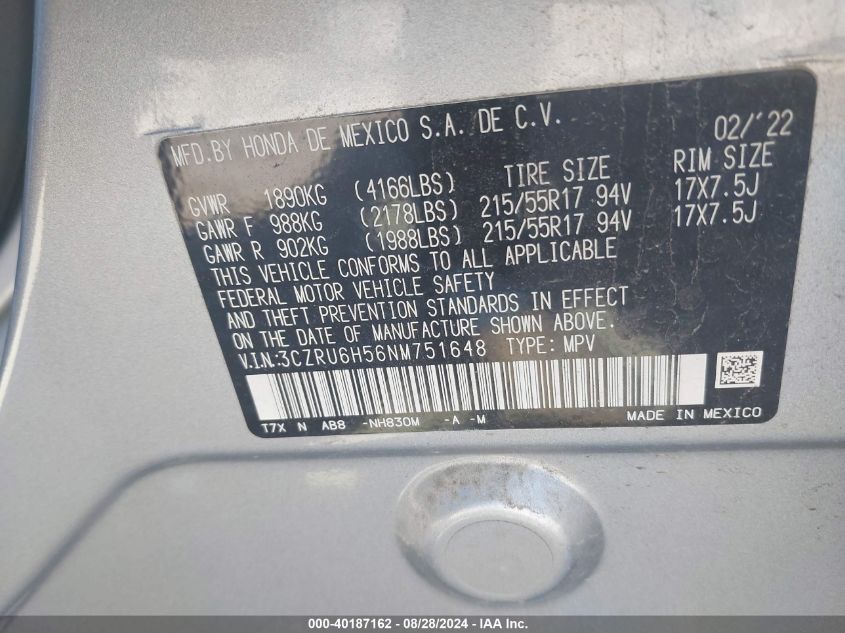 MFD.BY HONDA DE MEXICO S.A. DE C.V. 02/'22
TIRE SIZE RIM SIZE
GVWR 1890KG (4166LBS)
GAWR F 988KG (2178LBS) 215/55R17 94V 17X7.5J
GAWR R 902KG (1988LBS) 215/55R17 94V 17X7.5J
THIS VEHICLE CONFORMS TO ALL APPLICABLE
FEDERAL MOTOR VEHICLE SAFETY
AND THEFT PREVENTION STANDARDS IN EFFECT
ON THE DATE OF MANUFACTURE SHOWN ABOVE.
V.I.N:3CZRU6H56NM751648 TYPE: MPV
T7X N AB8 -NH830M -A -M MADE IN MEXICO
000-40187162 - 08/28/2024 - IAA Inc.